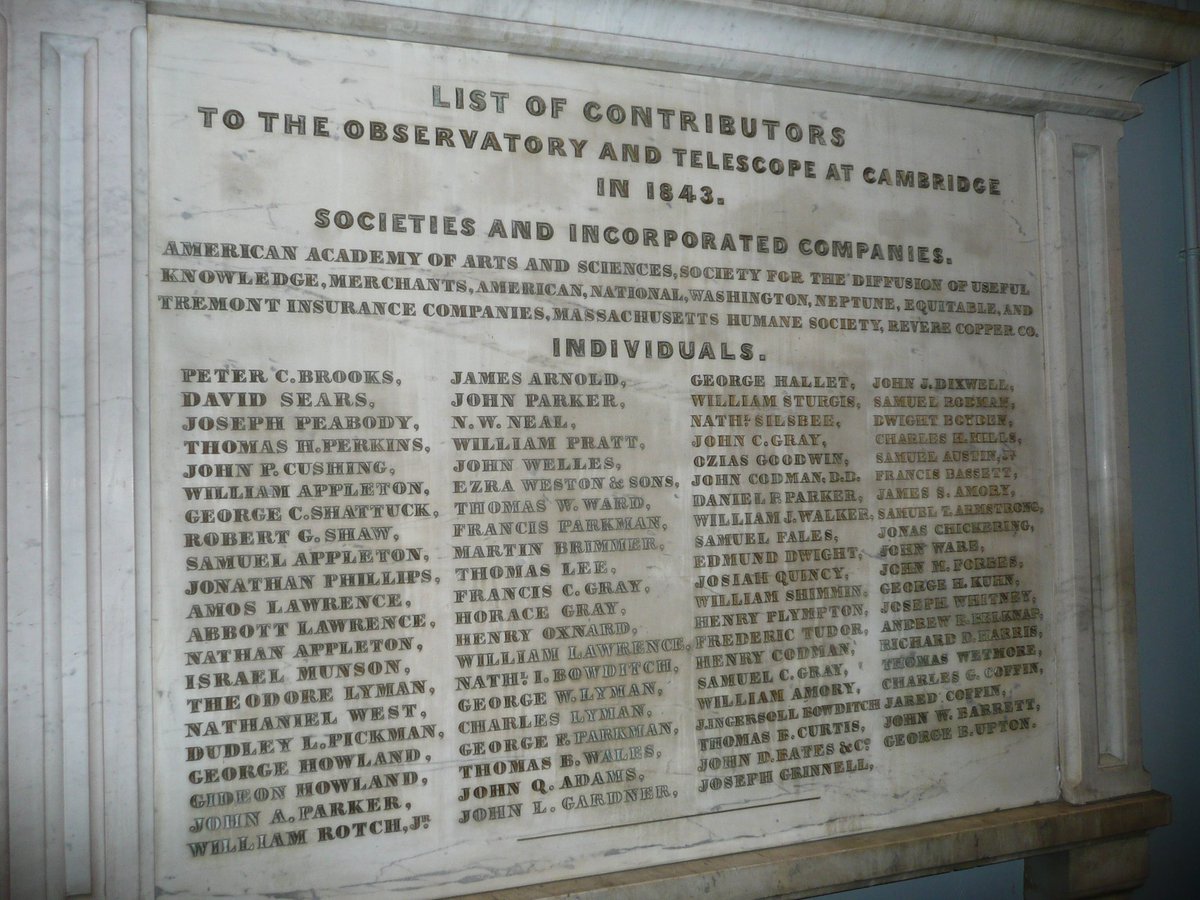 LIST OF CONTRIBUTORS
TO THE OBSERVATORY AND TELESCOPE AT CAMBRIDGE
IN 1843.
SOCIETIES AND INCORPORATED COMPANIES.
AMERICAN ACADEMY OF ARTS AND SCIENCES, SOCIETY FOR THE DIFFUSION OF USEFUL
KNOWLEDGE, MERCHANTS, AMERICAN, NATIONAL, WASHINGTON, NEPTUNE, EQUITABLE, AND
TREMONT INSURANCE COMPANIES, MASSACHUSETTS HUMANE SOCIETY, REVERE COPPER CO.
INDIVIDUALS.
PETER C. BROOKS,
DAVID SEARS,
JOSEPH PEABODY,
THOMAS H. PERKINS,
JOHN P. CUSHING,
WILLIAM APPLETON,
GEORGE C. SHATTUCK,
ROBERT G. SHAW,
SAMUEL APPLETON,
JONATHAN PHILLIPS,
AMOS LAWRENCE,
ABBOTT LAWRENCE,
NATHAN APPLETON,
ISRAEL MUNSON,
THEODORE LYMAN,
NATHANIEL WEST,
DUDLEY L. PICKMAN,
GEORGE HOWLAND,
GIDEON HOWLAND,
JOHN A. PARKER,
WILLIAM ROTCH, JR.
JAMES ARNOLD,
JOHN PARKER,
N. W. NEAL,
WILLIAM PRATT,
JOHN WELLES,
EZRA WESTON & SONS,
THOMAS W. WARD,
FRANCIS PARKMAN,
MARTIN BRIMMER,
THOMAS LEE,
FRANCIS C. GRAY,
HORACE GRAY,
HENRY OXNARD,
WILLIAM LAWRENCE,
NATHL. I. BOWDITCH,
GEORGE W. LYMAN,
CHARLES LYMAN,
GEORGE F. PARKMAN,
THOMAS B. WALES,
JOHN Q. ADAMS,
JOHN L. GARDNER,
GEORGE HALLET,
WILLIAM STURGIS,
NATHL. SILSBEE,
JOHN C. GRAY,
OZIAS GOODWIN,
JOHN CODMAN, D.D.
DANIEL P. PARKER,
WILLIAM J. WALKER,
SAMUEL FALES,
EDMUND DWIGHT,
JOSIAH QUINCY,
WILLIAM SHIMMIN,
HENRY PLYMPTON,
FREDERIC TUDOR,
HENRY CODMAN,
SAMUEL C. GRAY,
WILLIAM AMORY,
J. INGERSOLL BOWDITCH
THOMAS B. CURTIS,
JOHN D. BATES & CO.
JOSEPH GRINNELL,
JOHN J. DIXWELL,
SAMUEL RODMAN,
DWIGHT BOYDEN,
CHARLES H. MILLS,
SAMUEL AUSTIN, JR.
FRANCIS BASSETT,
JAMES S. AMORY,
SAMUEL T. ARMSTRONG,
JONAS CHICKERING,
JOHN WARE,
JOHN M. FORBES,
GEORGE H. KUHN,
JOSEPH WHITNEY,
ANDREW E. BELKNAP,
RICHARD D. HARRIS,
THOMAS WETMORE,
CHARLES G. COFFIN,
JARED COFFIN,
JOHN W. BARRETT,
GEORGE B. UPTON.